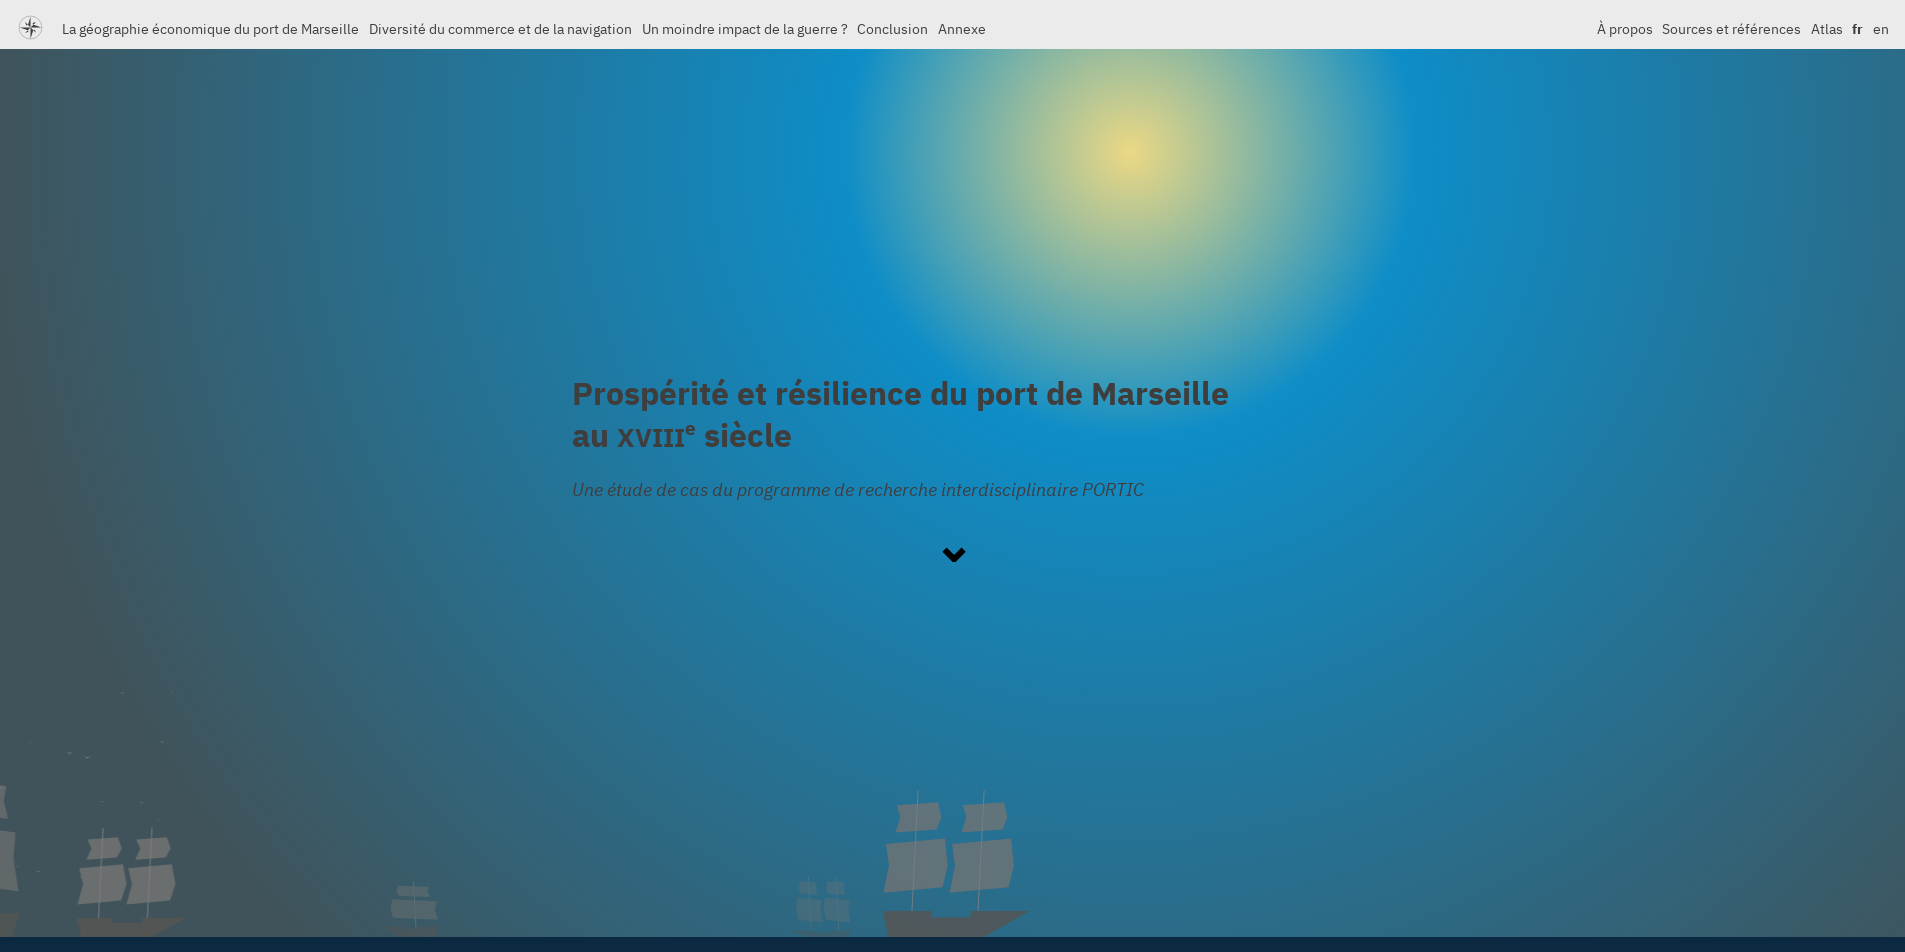 La géographie économique du port de Marseille Diversité du commerce et de la navigation Un moindre impact de la guerre ? Conclusion Annexe À propos Sources et références Atlas fr en
Prospérité et résilience du port de Marseille
au XVIIIe siècle
Une étude de cas du programme de recherche interdisciplinaire PORTIC